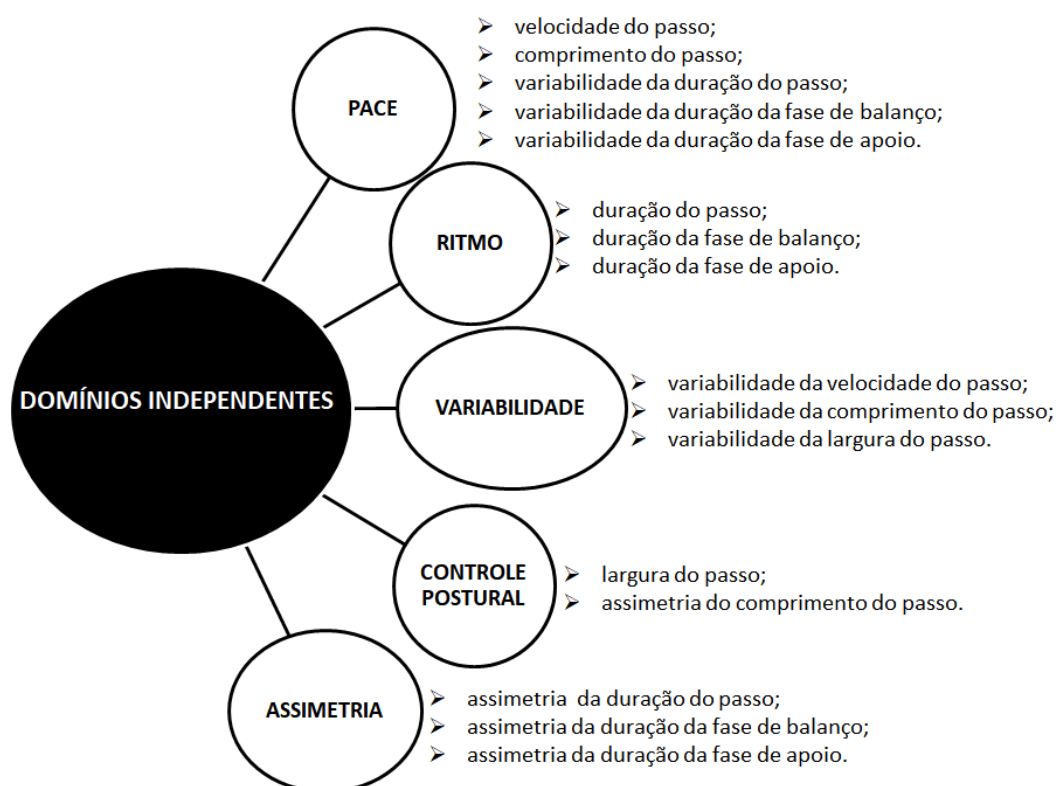 ➢ velocidade do passo;
➢ comprimento do passo;
➢ variabilidade da duração do passo;
➢ variabilidade da duração da fase de balanço;
➢ variabilidade da duração da fase de apoio.
PACE
➢ duração do passo;
➢ duração da fase de balanço;
➢ duração da fase de apoio.
RITMO
DOMÍNIOS INDEPENDENTES
VARIABILIDADE
➢ variabilidade da velocidade do passo;
➢ variabilidade da comprimento do passo;
➢ variabilidade da largura do passo.
CONTROLE
POSTURAL
➢ largura do passo;
➢ assimetria do comprimento do passo.
ASSIMETRIA
➢ assimetria da duração do passo;
➢ assimetria da duração da fase de balanço;
➢ assimetria da duração da fase de apoio.